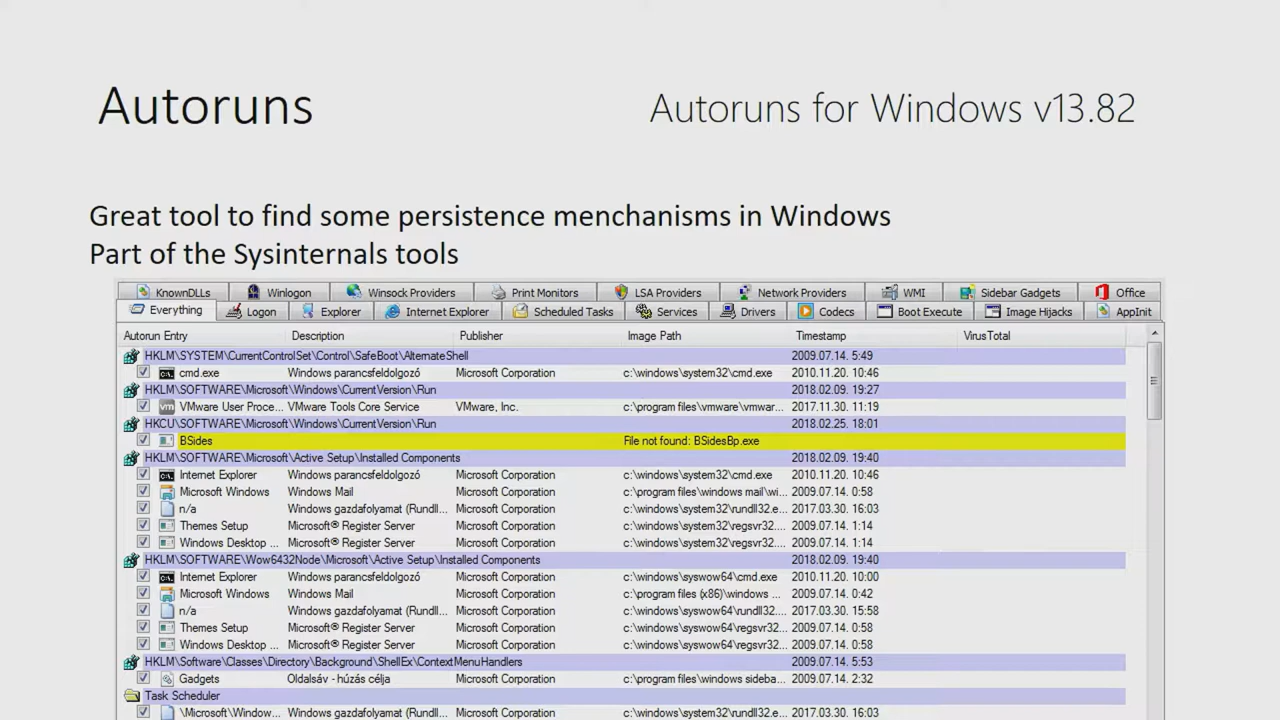 Autoruns
Autoruns for Windows v13.82
Great tool to find some persistence menchanisms in Windows
Part of the Sysinternals tools
KnownDLLs Winlogon Winsock Providers Print Monitors LSA Providers Network Providers WMI Sidebar Gadgets Office
Everything Logon Explorer Internet Explorer Scheduled Tasks Services Drivers Codecs Boot Execute Image Hijacks AppInit
Autorun Entry Description Publisher Image Path Timestamp VirusTotal
HKLM\SYSTEM\CurrentControlSet\Control\SafeBoot\AlternateShell 2009.07.14. 5:49
cmd.exe Windows parancsfeldolgozó Microsoft Corporation c:\windows\system32\cmd.exe 2010.11.20. 10:46
HKLM\SOFTWARE\Microsoft\Windows\CurrentVersion\Run 2018.02.09. 19:27
VMware User Proce... VMware Tools Core Service VMware, Inc. c:\program files\vmware\vmwar... 2017.11.30. 11:19
HKCU\SOFTWARE\Microsoft\Windows\CurrentVersion\Run 2018.02.25. 18:01
BSides File not found: BSidesBp.exe
HKLM\SOFTWARE\Microsoft\Active Setup\Installed Components 2018.02.09. 19:40
Internet Explorer Windows parancsfeldolgozó Microsoft Corporation c:\windows\system32\cmd.exe 2010.11.20. 10:46
Microsoft Windows Windows Mail Microsoft Corporation c:\program files\windows mail\wi... 2009.07.14. 0:58
n/a Windows gazdafolyamat (Rundll... Microsoft Corporation c:\windows\system32\rundll32.e... 2017.03.30. 16:03
Themes Setup Microsoft® Register Server Microsoft Corporation c:\windows\system32\regsvr32.... 2009.07.14. 1:14
Windows Desktop ... Microsoft® Register Server Microsoft Corporation c:\windows\system32\regsvr32.... 2009.07.14. 1:14
HKLM\SOFTWARE\Wow6432Node\Microsoft\Active Setup\Installed Components 2018.02.09. 19:40
Internet Explorer Windows parancsfeldolgozó Microsoft Corporation c:\windows\syswow64\cmd.exe 2010.11.20. 10:00
Microsoft Windows Windows Mail Microsoft Corporation c:\program files (x86)\windows ... 2009.07.14. 0:42
n/a Windows gazdafolyamat (Rundll... Microsoft Corporation c:\windows\syswow64\rundll32.... 2017.03.30. 15:58
Themes Setup Microsoft® Register Server Microsoft Corporation c:\windows\syswow64\regsvr32... 2009.07.14. 0:58
Windows Desktop ... Microsoft® Register Server Microsoft Corporation c:\windows\syswow64\regsvr32... 2009.07.14. 0:58
HKLM\Software\Classes\Directory\Background\ShellEx\ContextMenuHandlers 2009.07.14. 5:53
Gadgets Oldalsáv - húzás célja Microsoft Corporation c:\program files\windows sideba... 2009.07.14. 2:32
Task Scheduler
\Microsoft\Window... Windows gazdafolyamat (Rundll... Microsoft Corporation c:\windows\system32\rundll32.e... 2017.03.30. 16:03